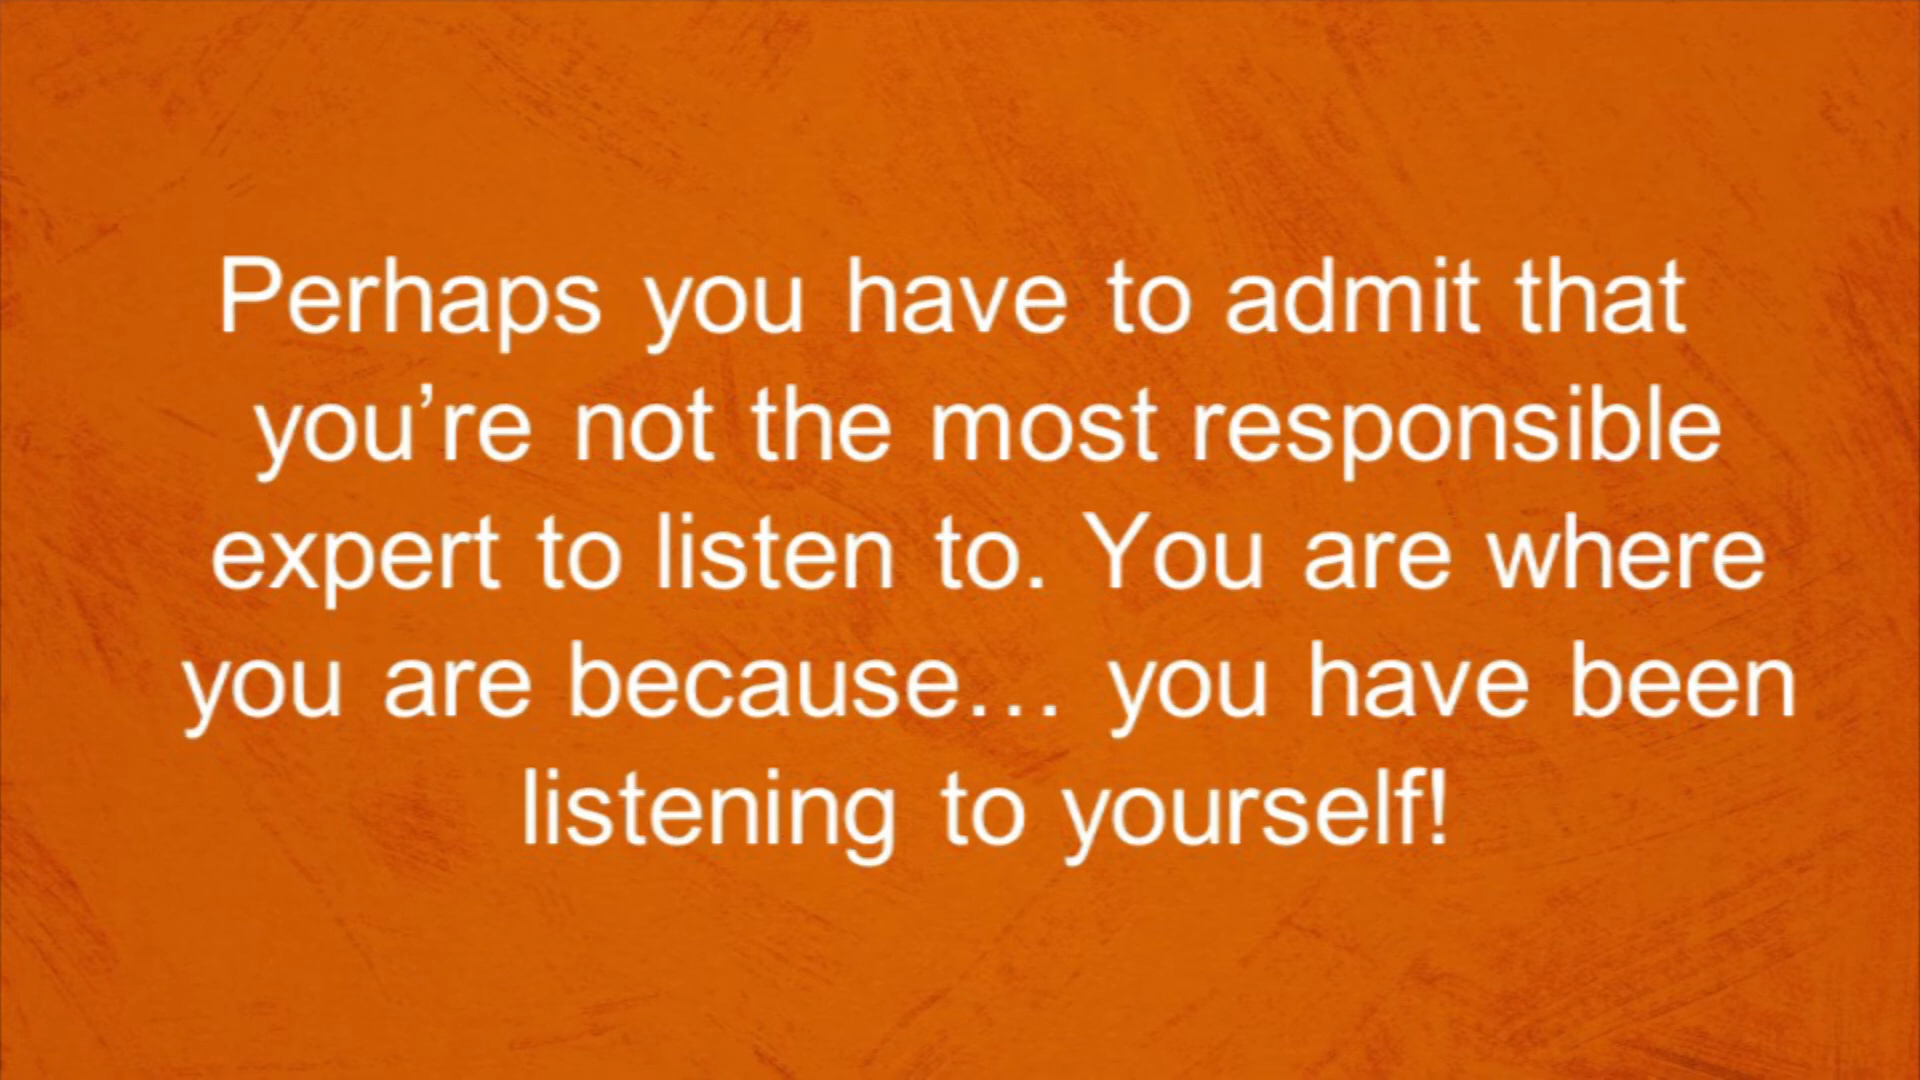 Perhaps you have to admit that
you’re not the most responsible
expert to listen to. You are where
you are because… you have been
listening to yourself!